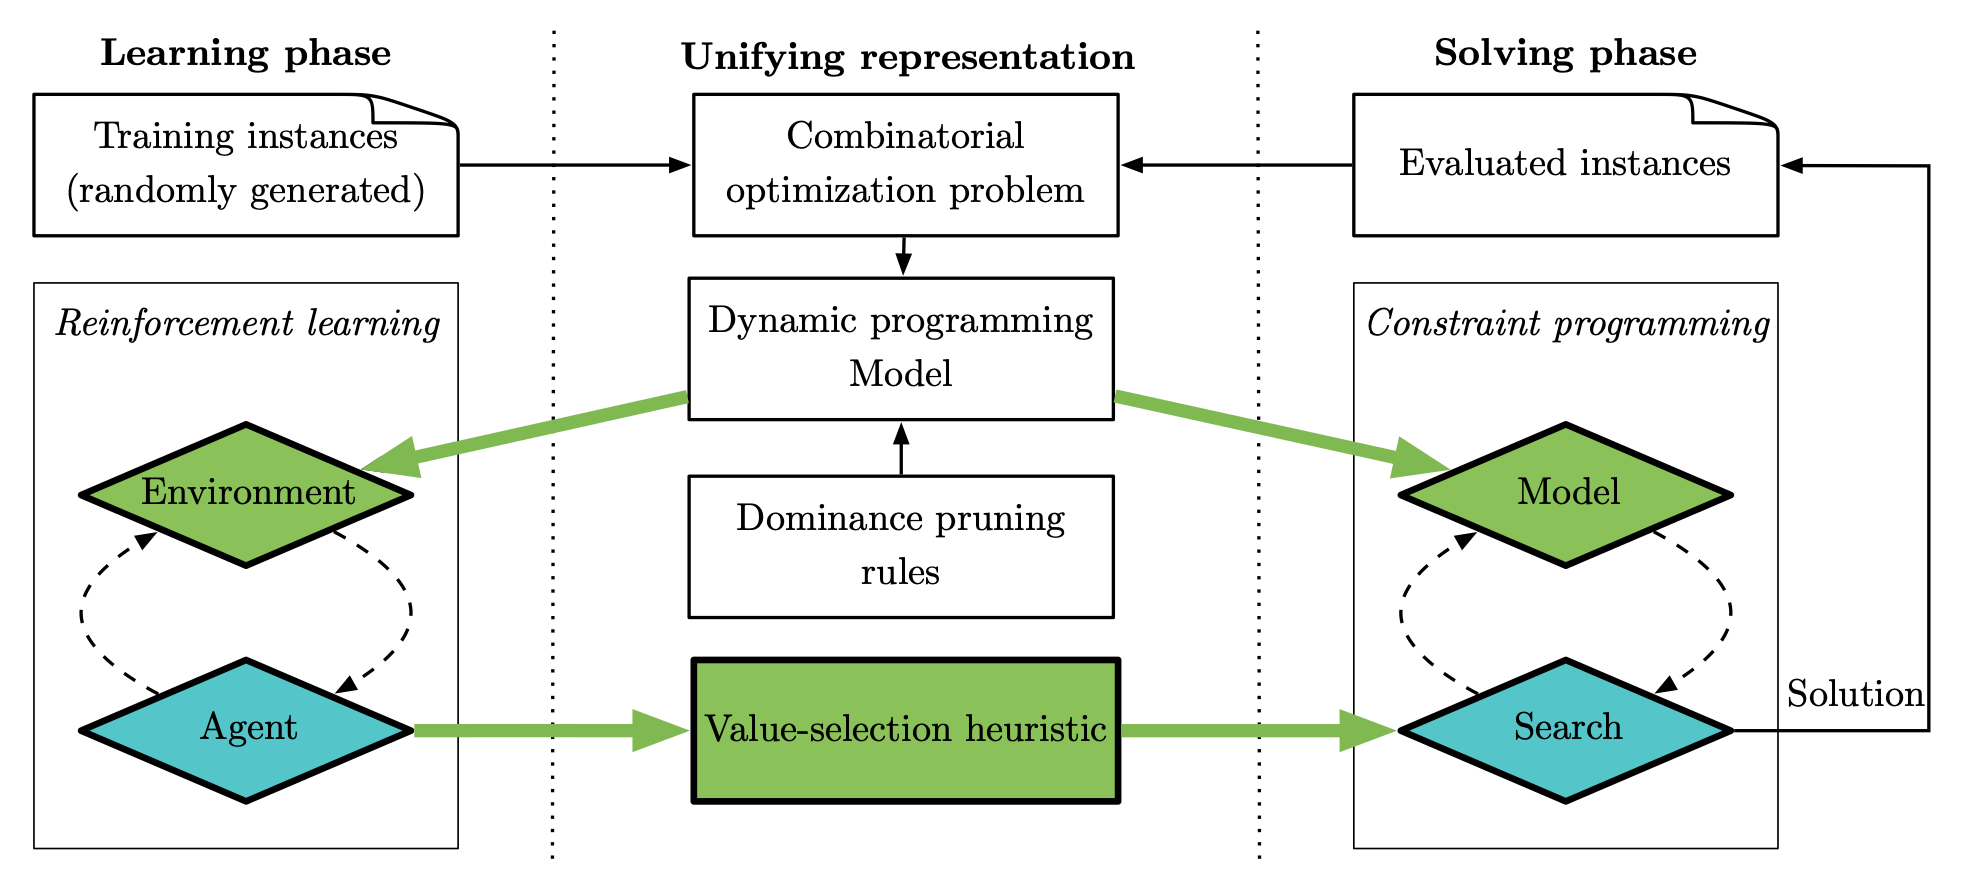 Learning phase
Unifying representation
Solving phase
Training instances
(randomly generated)
Combinatorial
optimization problem
Evaluated instances
Reinforcement learning
Dynamic programming
Model
Constraint programming
Environment
Dominance pruning
rules
Model
Agent
Value-selection heuristic
Search
Solution